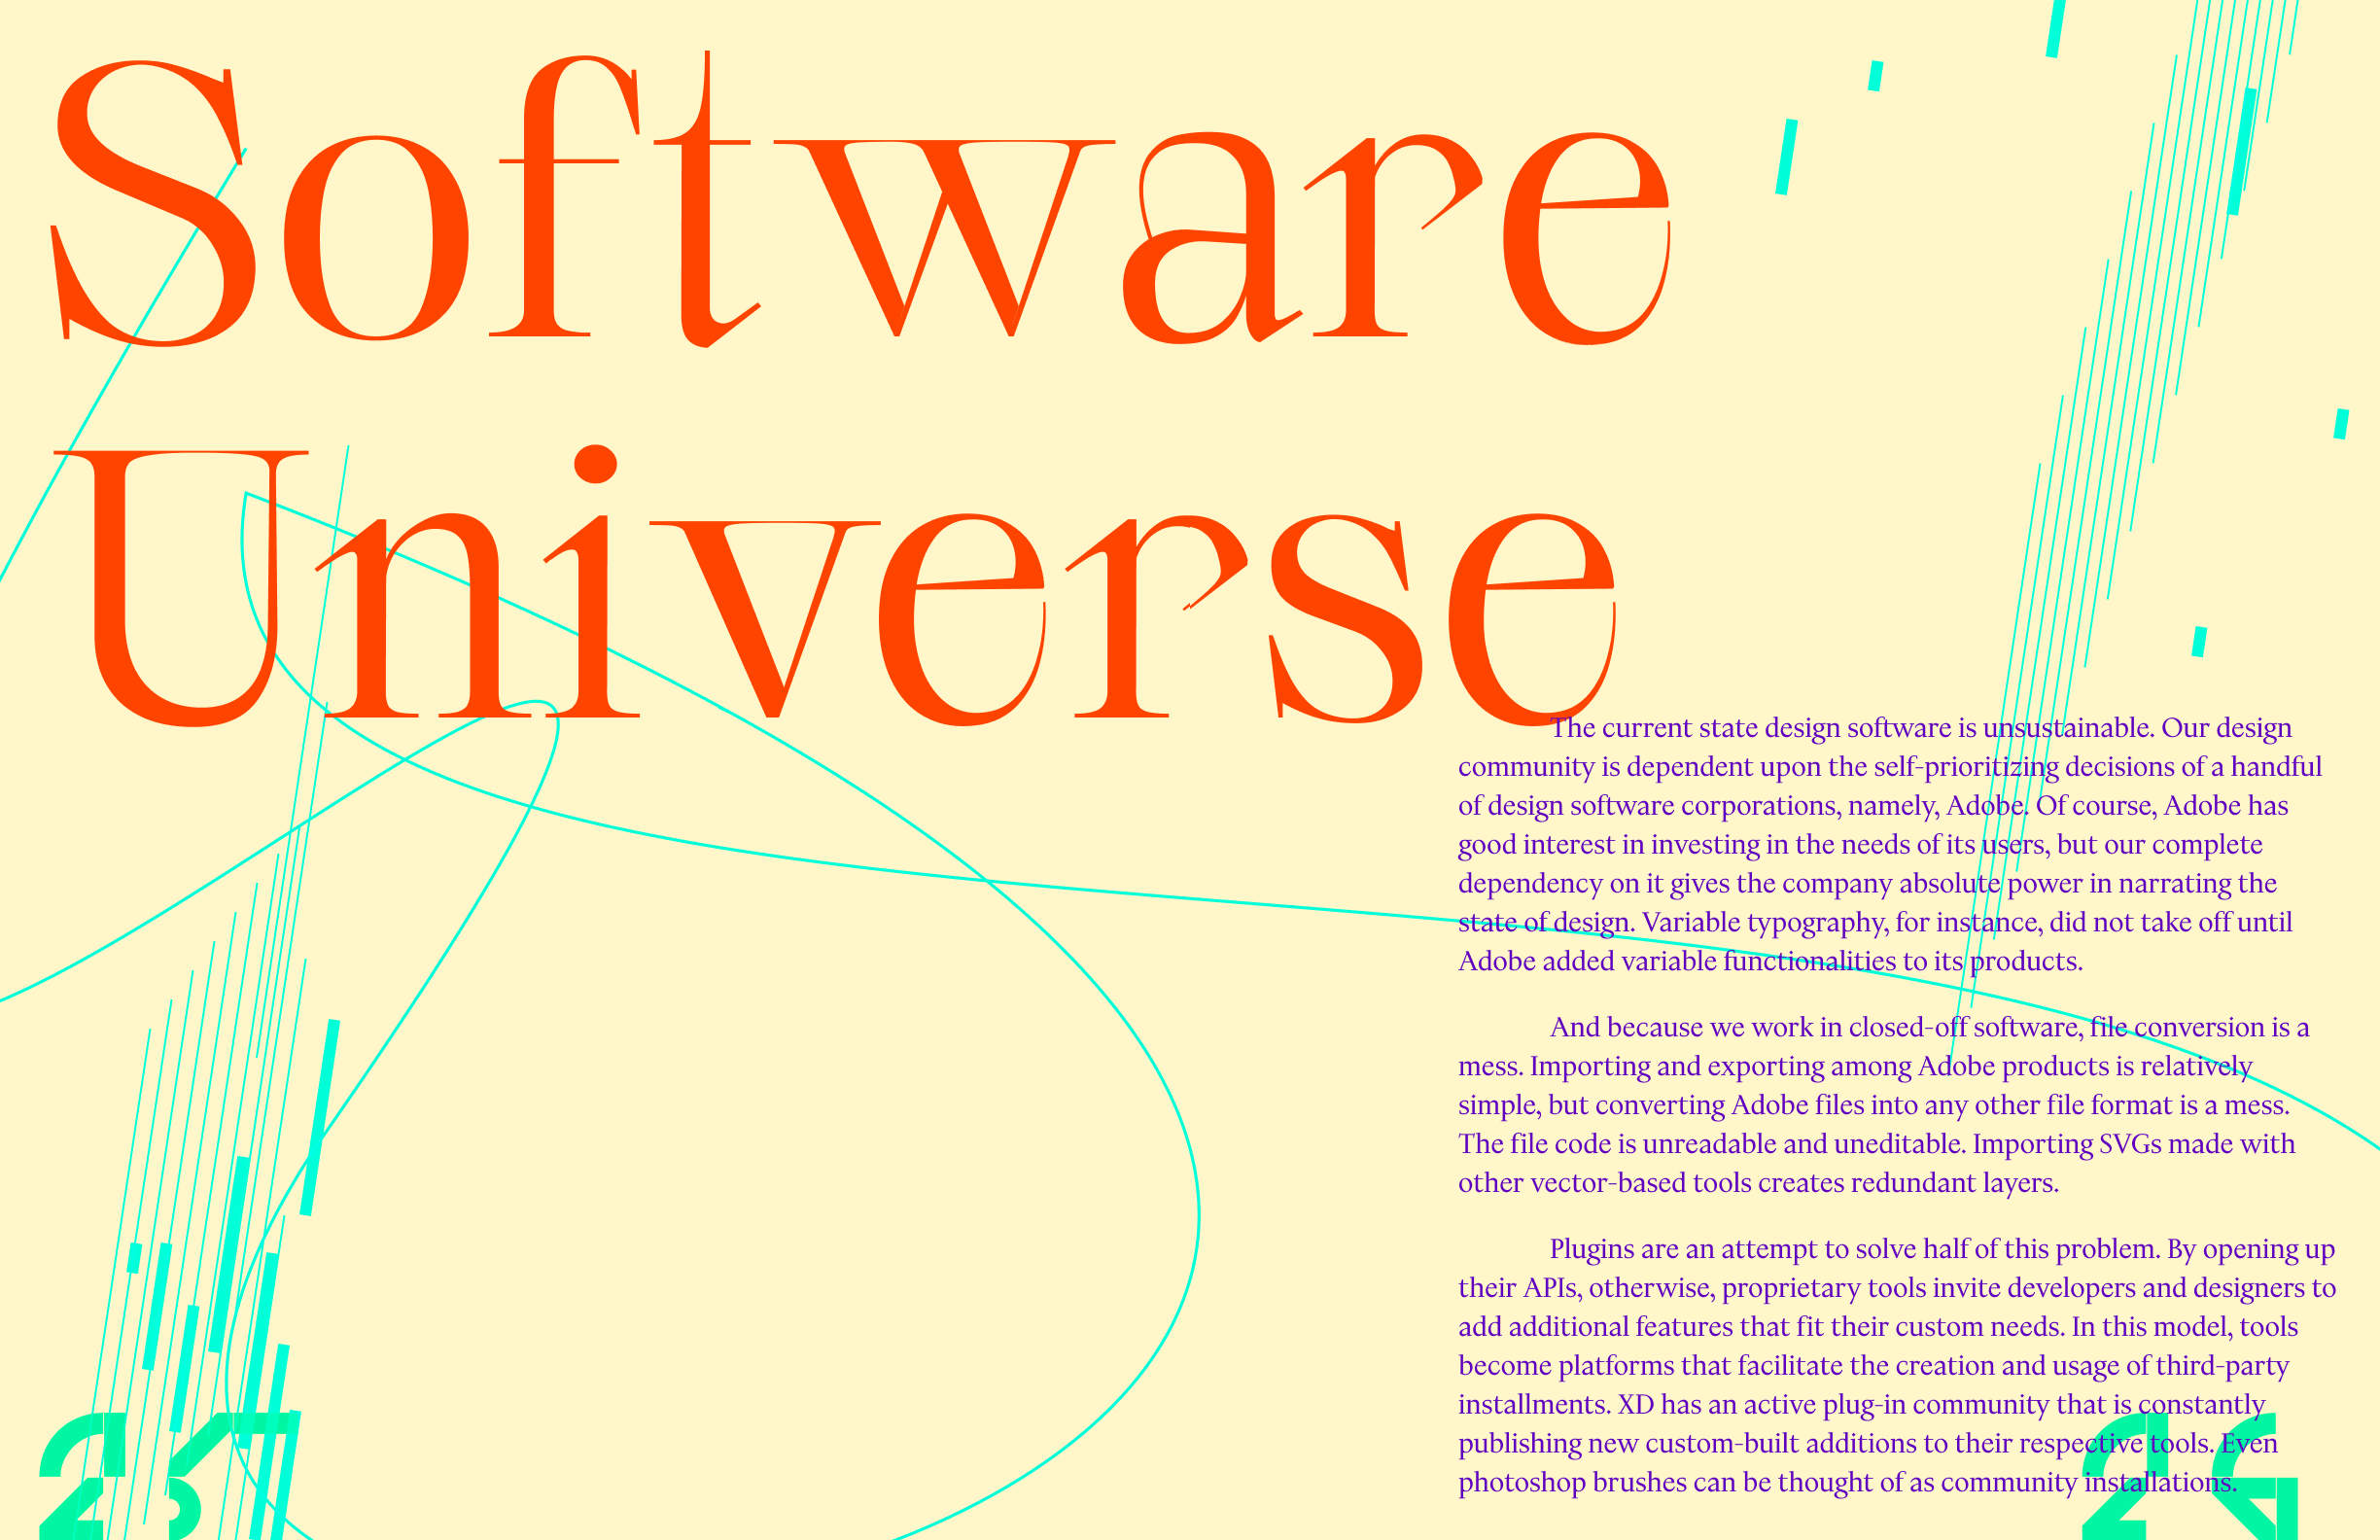 Software
Universe
The current state design software is unsustainable. Our design
community is dependent upon the self-prioritizing decisions of a handful
of design software corporations, namely, Adobe. Of course, Adobe has
good interest in investing in the needs of its users, but our complete
dependency on it gives the company absolute power in narrating the
state of design. Variable typography, for instance, did not take off until
Adobe added variable functionalities to its products.
And because we work in closed-off software, file conversion is a
mess. Importing and exporting among Adobe products is relatively
simple, but converting Adobe files into any other file format is a mess.
The file code is unreadable and uneditable. Importing SVGs made with
other vector-based tools creates redundant layers.
Plugins are an attempt to solve half of this problem. By opening up
their APIs, otherwise, proprietary tools invite developers and designers to
add additional features that fit their custom needs. In this model, tools
become platforms that facilitate the creation and usage of third-party
installments. XD has an active plug-in community that is constantly
publishing new custom-built additions to their respective tools. Even
photoshop brushes can be thought of as community installations.
23
24